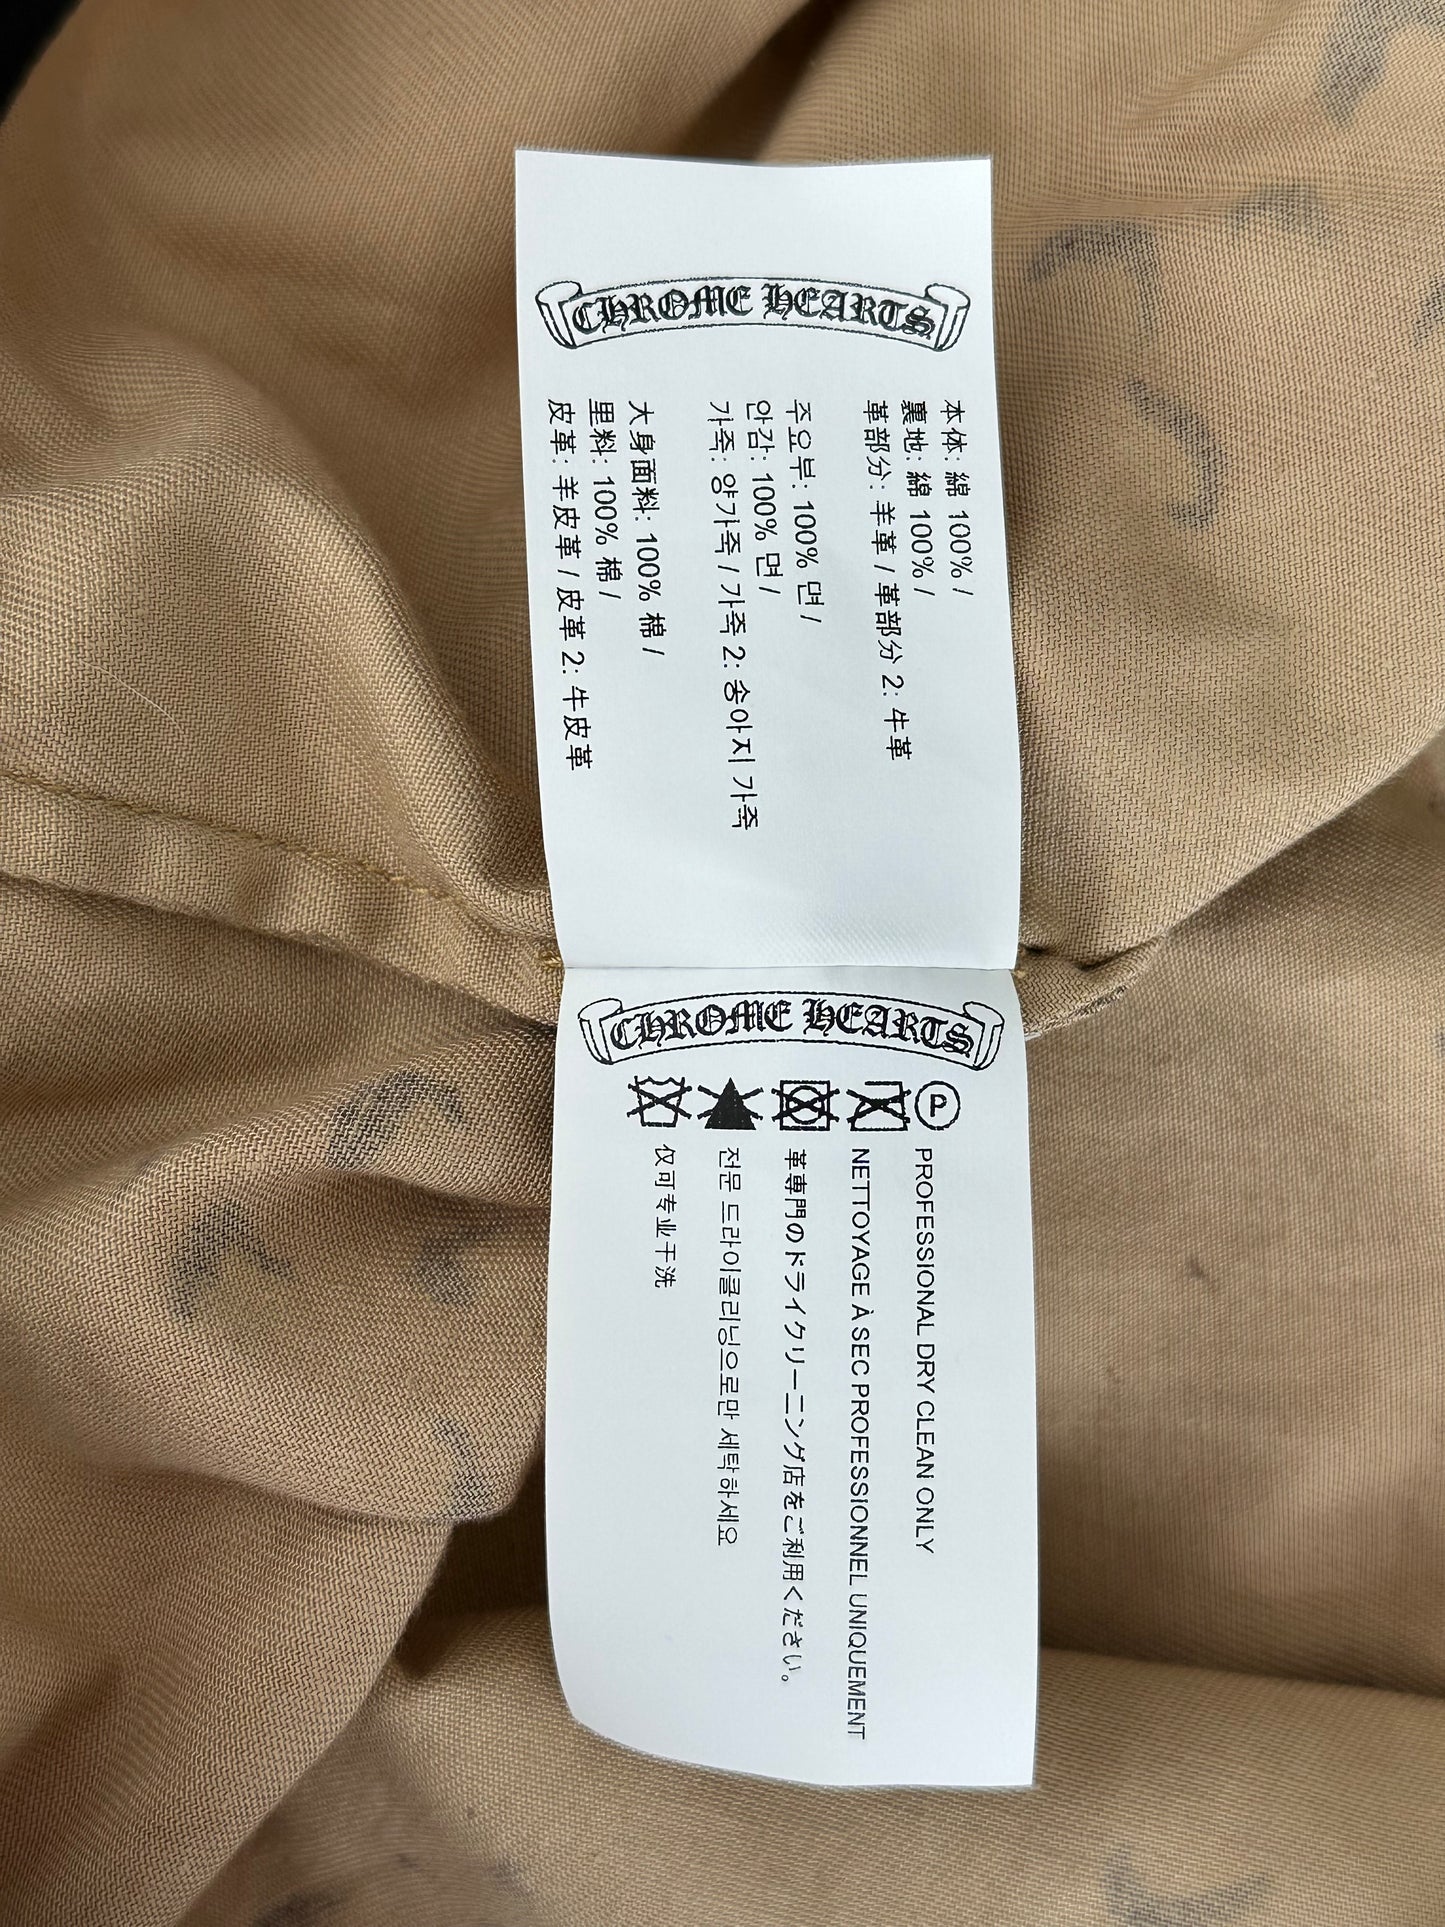 CHROME HEARTS
本体: 綿 100% /
裏地: 綿 100% /
革部分: 羊革 / 革部分 2: 牛革
주요부: 100% 면 /
안감: 100% 면 /
가죽: 양가죽 / 가죽 2: 송아지 가죽
大身面料: 100% 棉 /
里料: 100% 棉 /
皮革: 羊皮革 / 皮革 2: 牛皮革
CHROME HEARTS
P
PROFESSIONAL DRY CLEAN ONLY
NETTOYAGE À SEC PROFESSIONNEL UNIQUEMENT
革専門のドライクリーニング店をご利用ください。
전문 드라이클리닝으로만 세탁하세요
仅可专业干洗